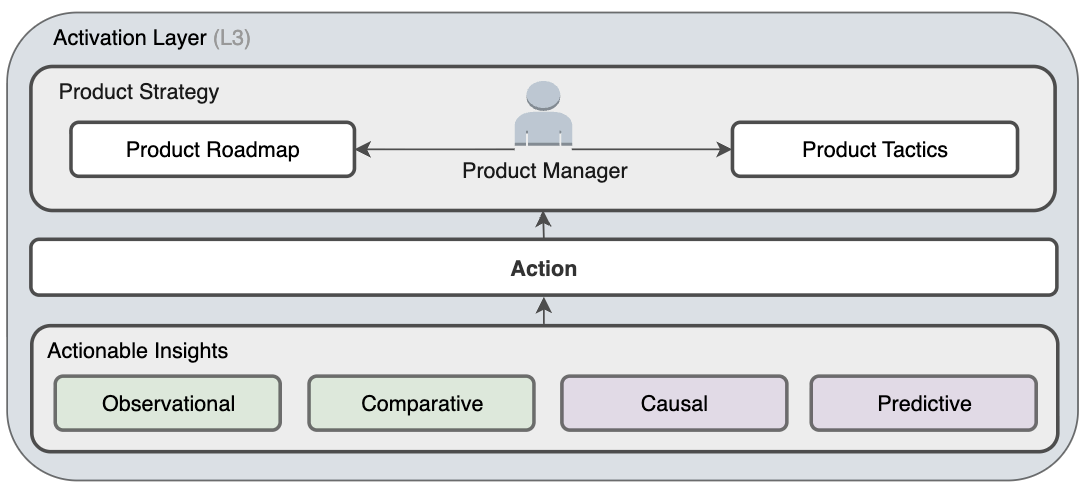 Activation Layer (L3)
Product Strategy
Product Roadmap
Product Manager
Product Tactics
Action
Actionable Insights
Observational
Comparative
Causal
Predictive